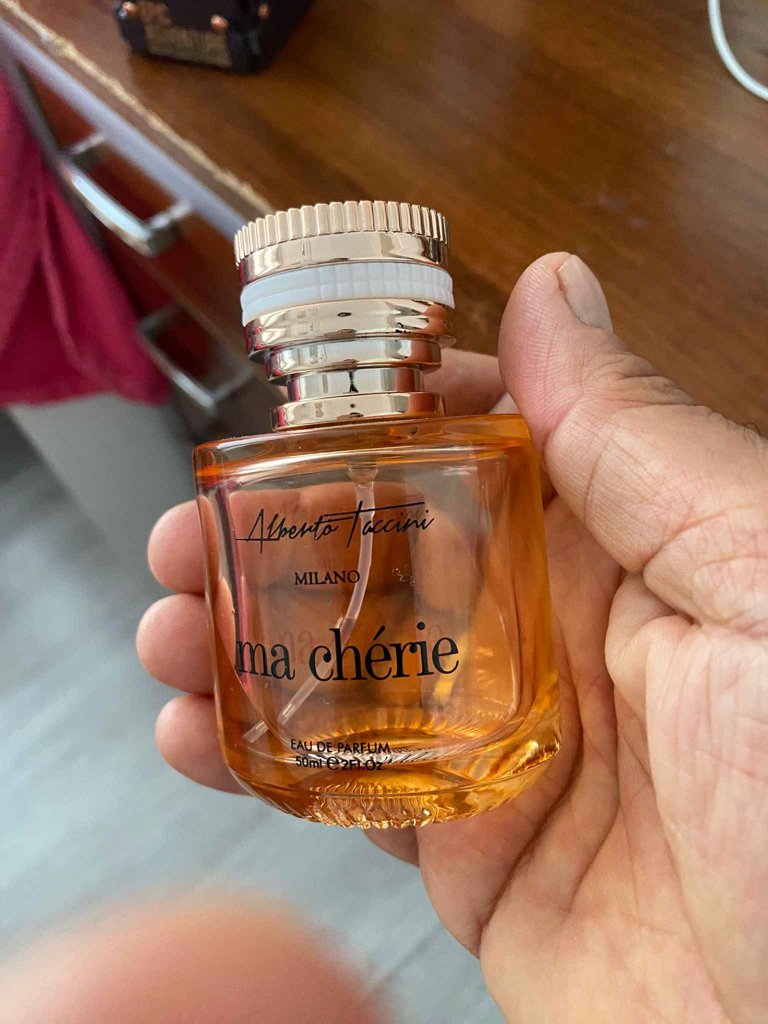 Alberto Taccini
MILANO
ma chérie
EAU DE PARFUM
50ml ℮ 2Fl.Oz.